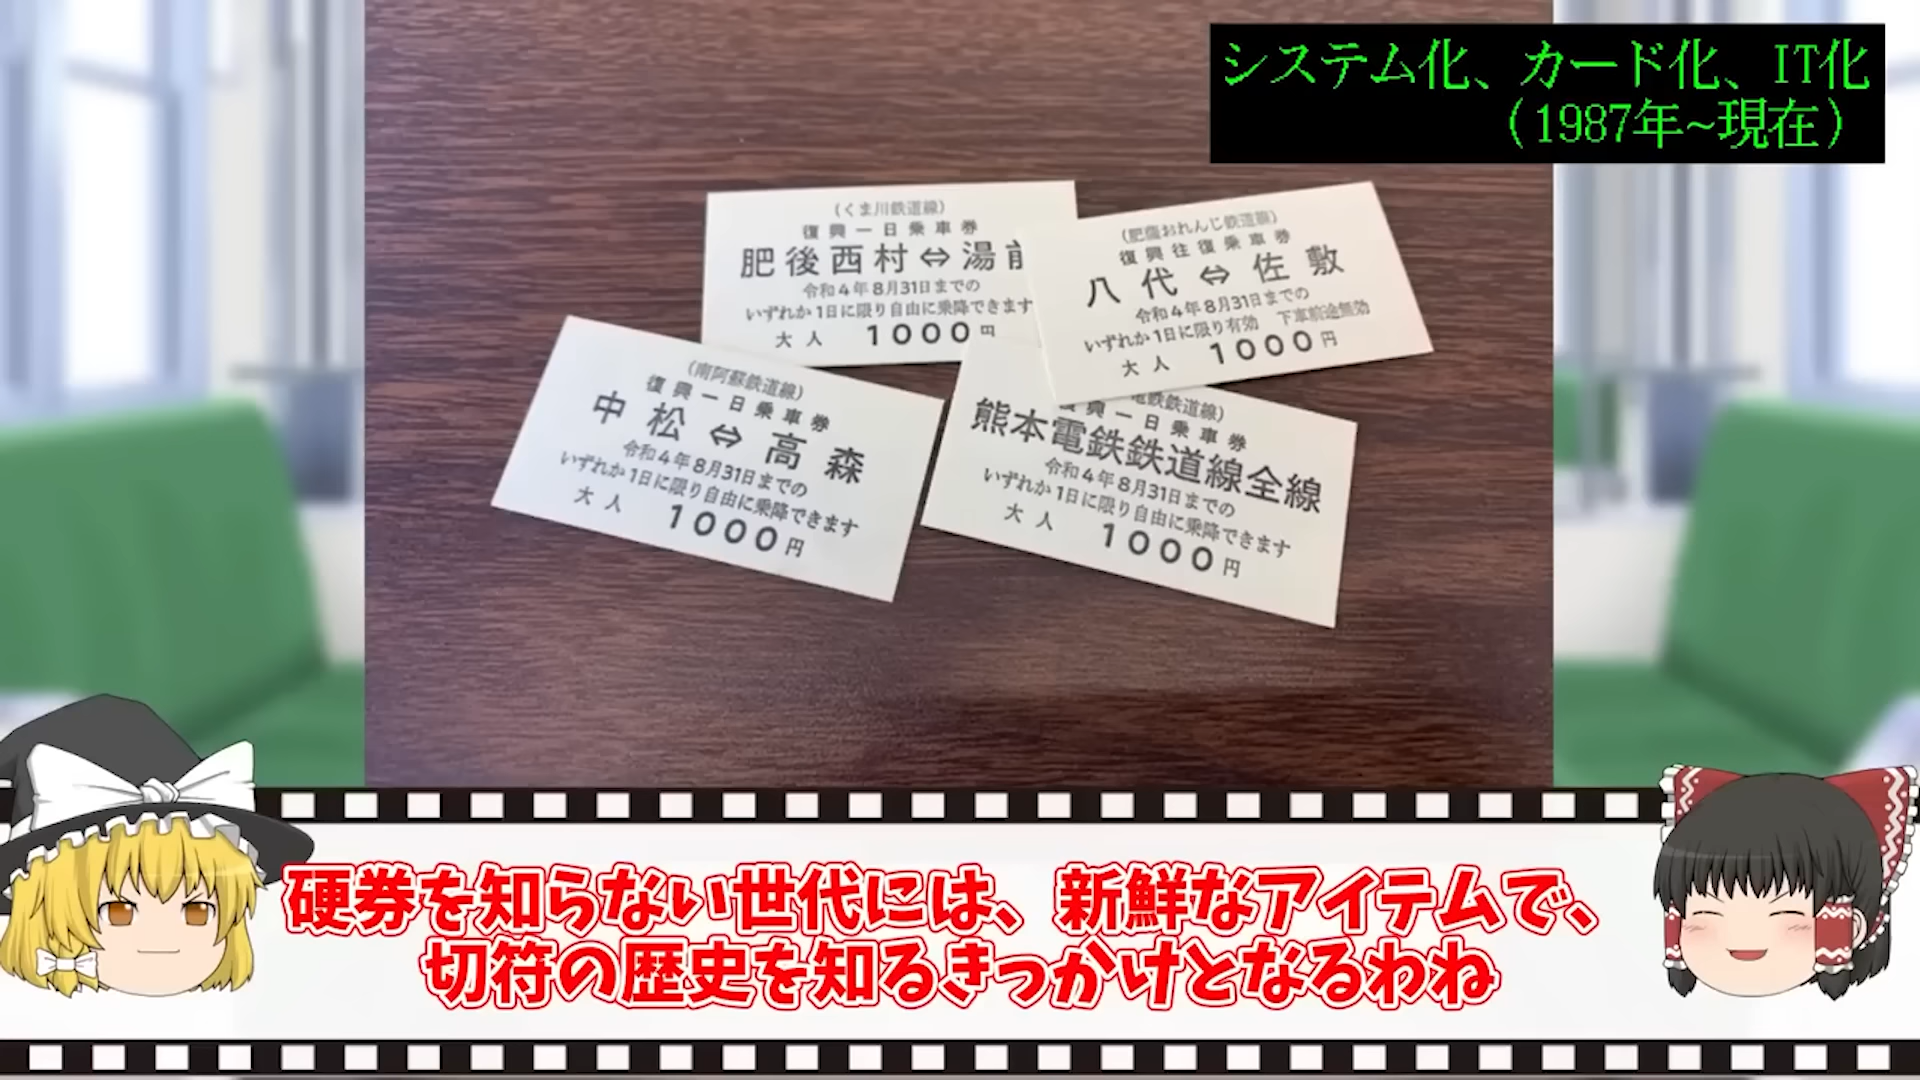 システム化、カード化、IT化
（1987年~現在）
（くま川鉄道線）
復興一日乗車券
肥後西村⇔湯前
令和4年8月31日までの
いずれか1日に限り自由に乗降できます
大人 1000円
（肥薩おれんじ鉄道線）
復興往復乗車券
八代⇔佐敷
令和4年8月31日までの
いずれか1日に限り有効 下車前途無効
大人 1000円
（南阿蘇鉄道線）
復興一日乗車券
中松⇔高森
令和4年8月31日までの
いずれか1日に限り自由に乗降できます
大人 1000円
電鉄鉄道線）
復興一日乗車券
熊本電鉄鉄道線全線
令和4年8月31日までの
いずれか1日に限り自由に乗降できます
大人 1000円
硬券を知らない世代には、新鮮なアイテムで、
切符の歴史を知るきっかけとなるわね